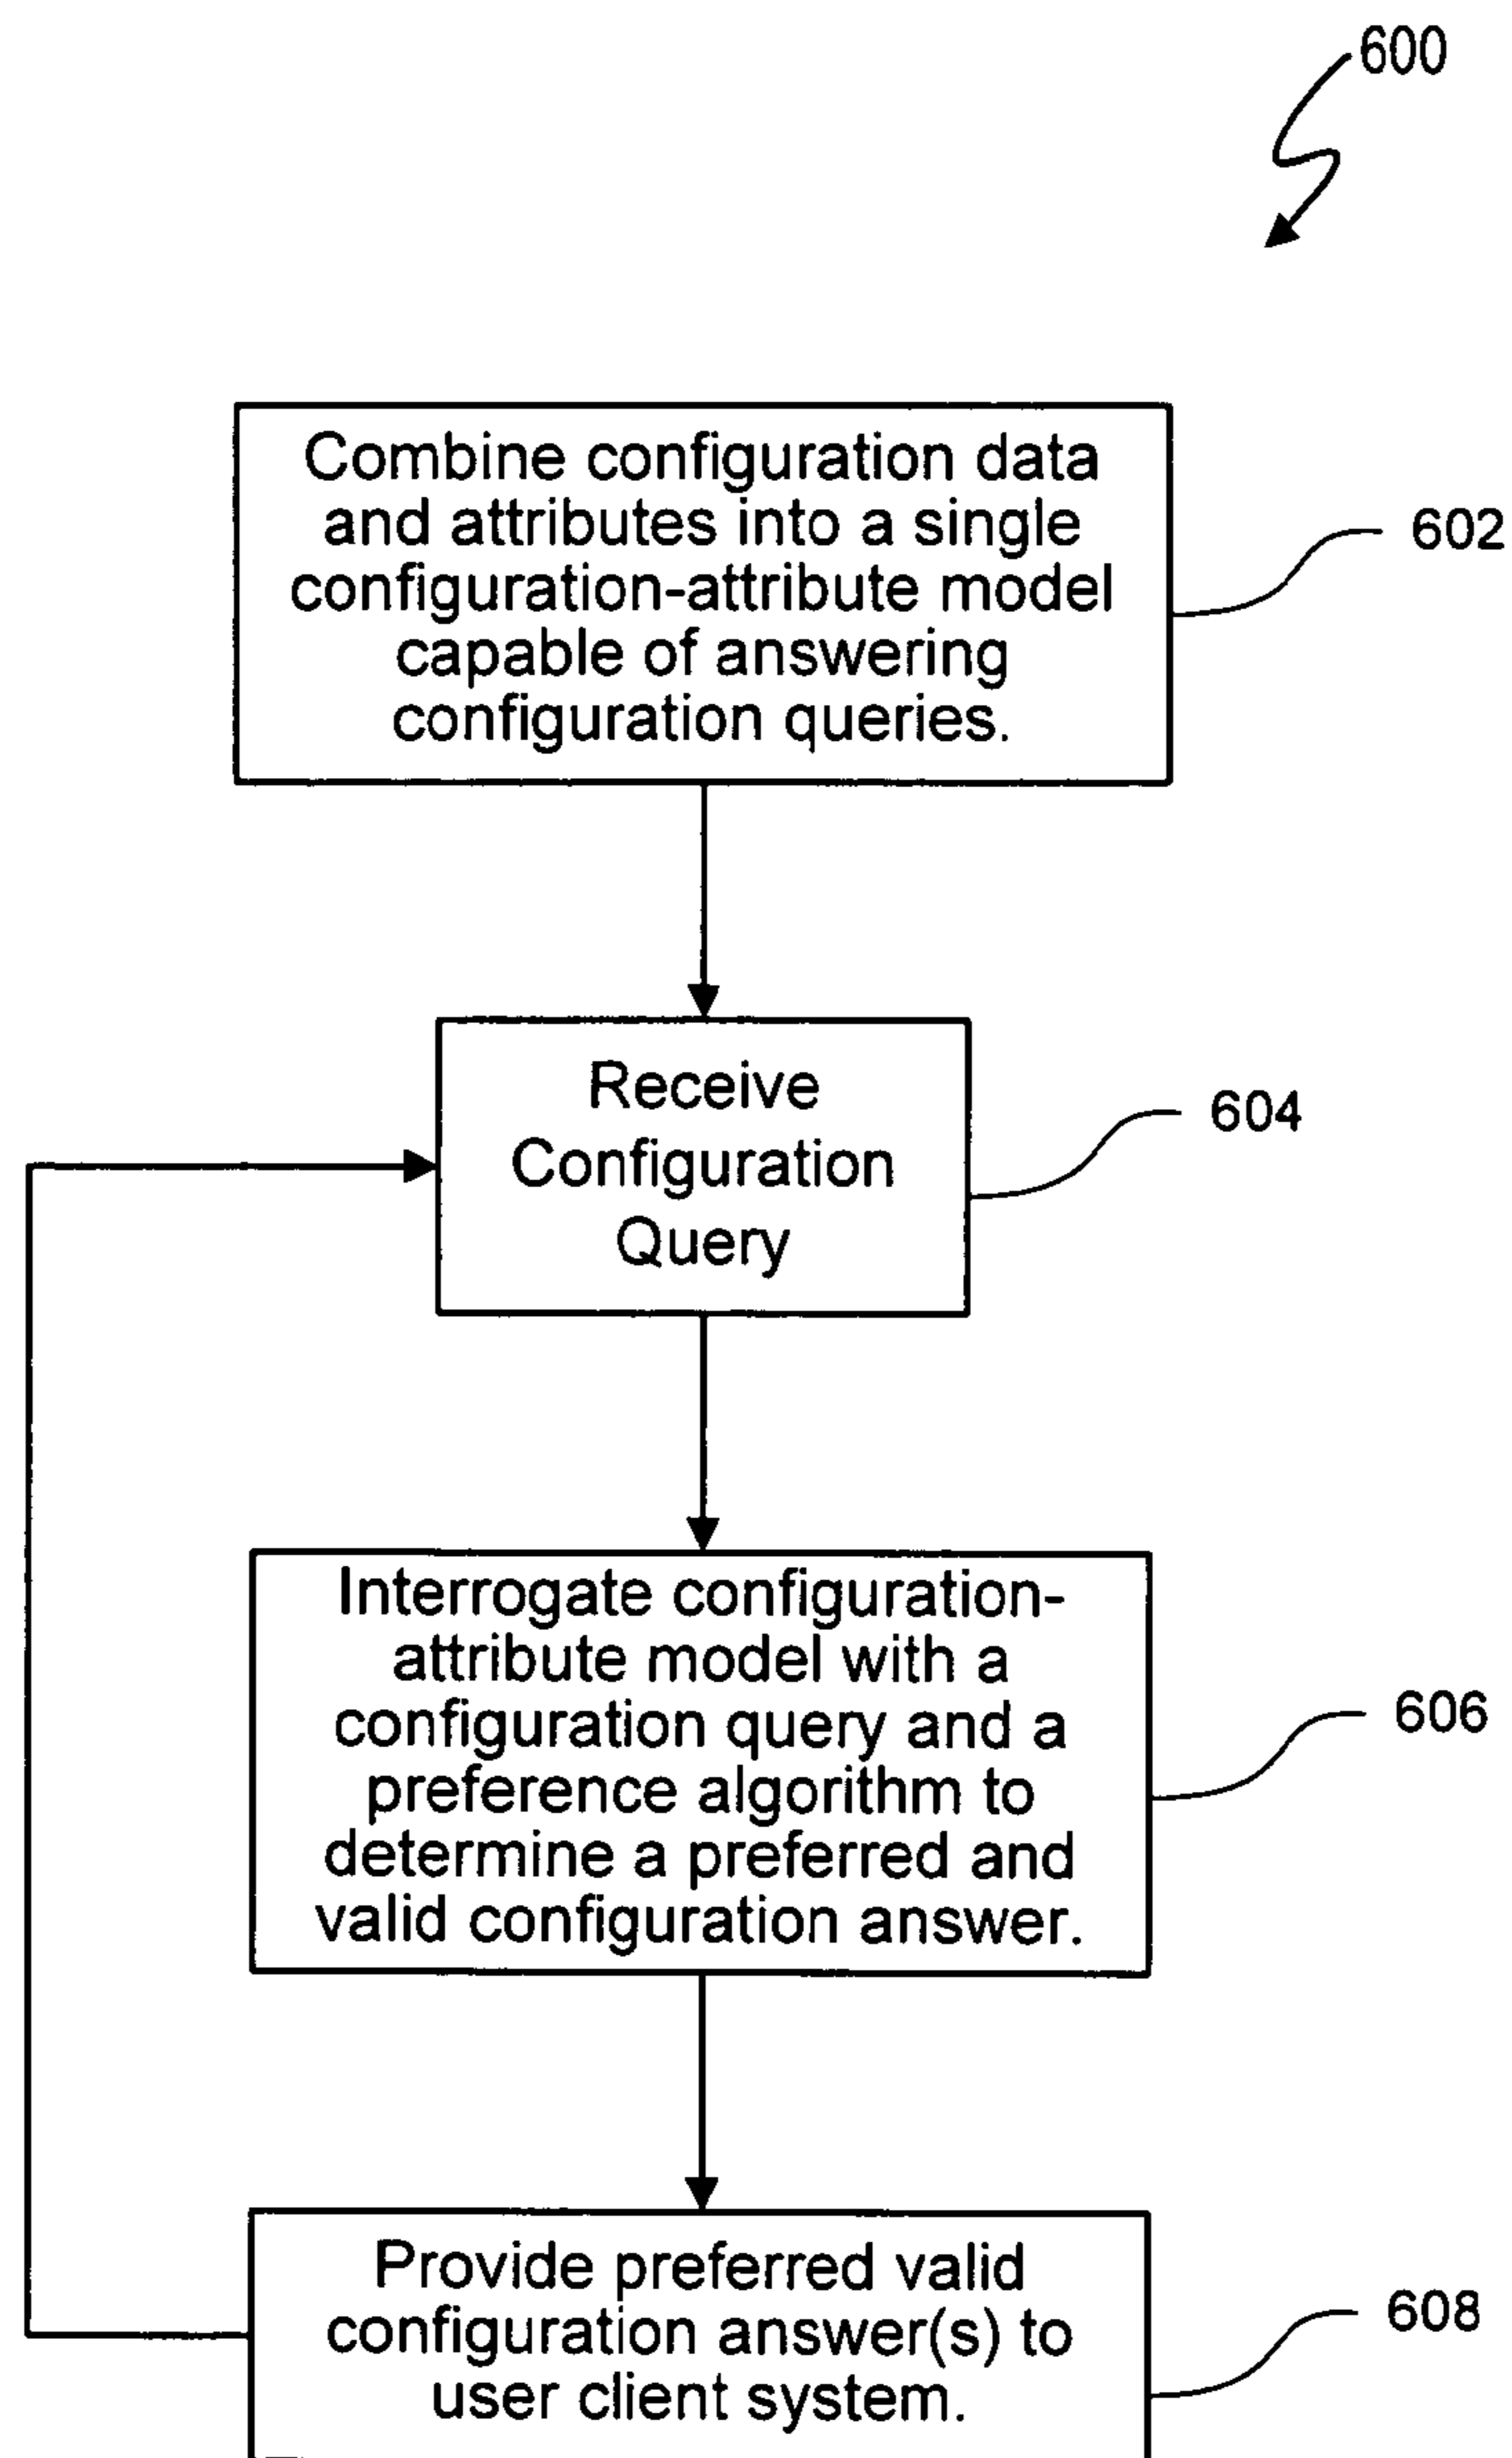 600
Combine configuration data
and attributes into a single
configuration-attribute model
capable of answering
configuration queries.
602
Receive
Configuration
Query
604
Interrogate configuration-
attribute model with a
configuration query and a
preference algorithm to
determine a preferred and
valid configuration answer.
606
Provide preferred valid
configuration answer(s) to
user client system.
608